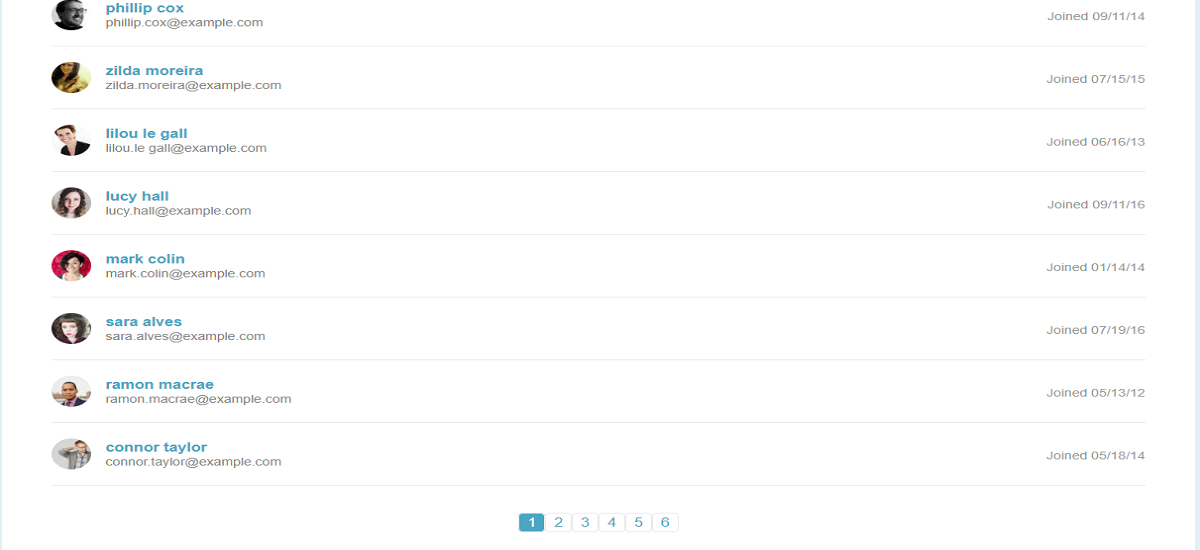 phillip cox
phillip.cox@example.com
Joined 09/11/14
zilda moreira
zilda.moreira@example.com
Joined 07/15/15
lilou le gall
lilou.le gall@example.com
Joined 06/16/13
lucy hall
lucy.hall@example.com
Joined 09/11/16
mark colin
mark.colin@example.com
Joined 01/14/14
sara alves
sara.alves@example.com
Joined 07/19/16
ramon macrae
ramon.macrae@example.com
Joined 05/13/12
connor taylor
connor.taylor@example.com
Joined 05/18/14
1 2 3 4 5 6